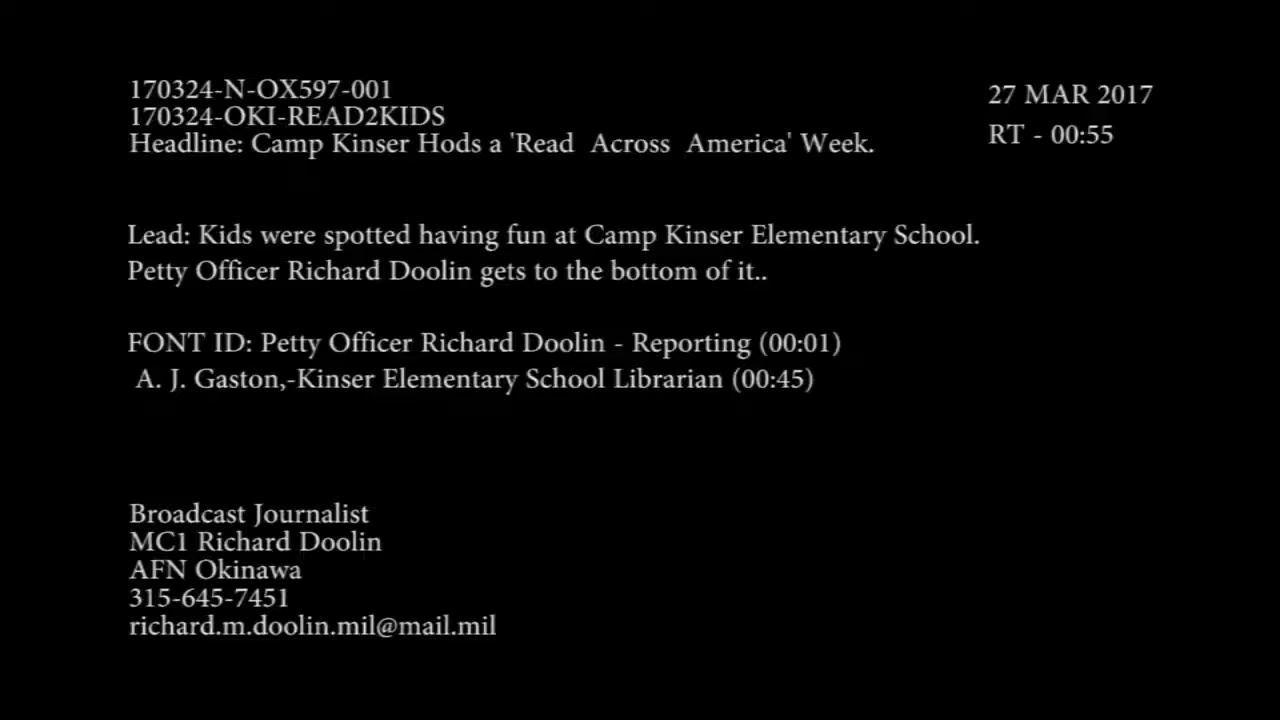 170324-N-OX597-001
170324-OKI-READ2KIDS
Headline: Camp Kinser Hods a 'Read  Across  America' Week.
27 MAR 2017
RT - 00:55
Lead: Kids were spotted having fun at Camp Kinser Elementary School.
Petty Officer Richard Doolin gets to the bottom of it..
FONT ID: Petty Officer Richard Doolin - Reporting (00:01)
A. J. Gaston,-Kinser Elementary School Librarian (00:45)
Broadcast Journalist
MC1 Richard Doolin
AFN Okinawa
315-645-7451
richard.m.doolin.mil@mail.mil